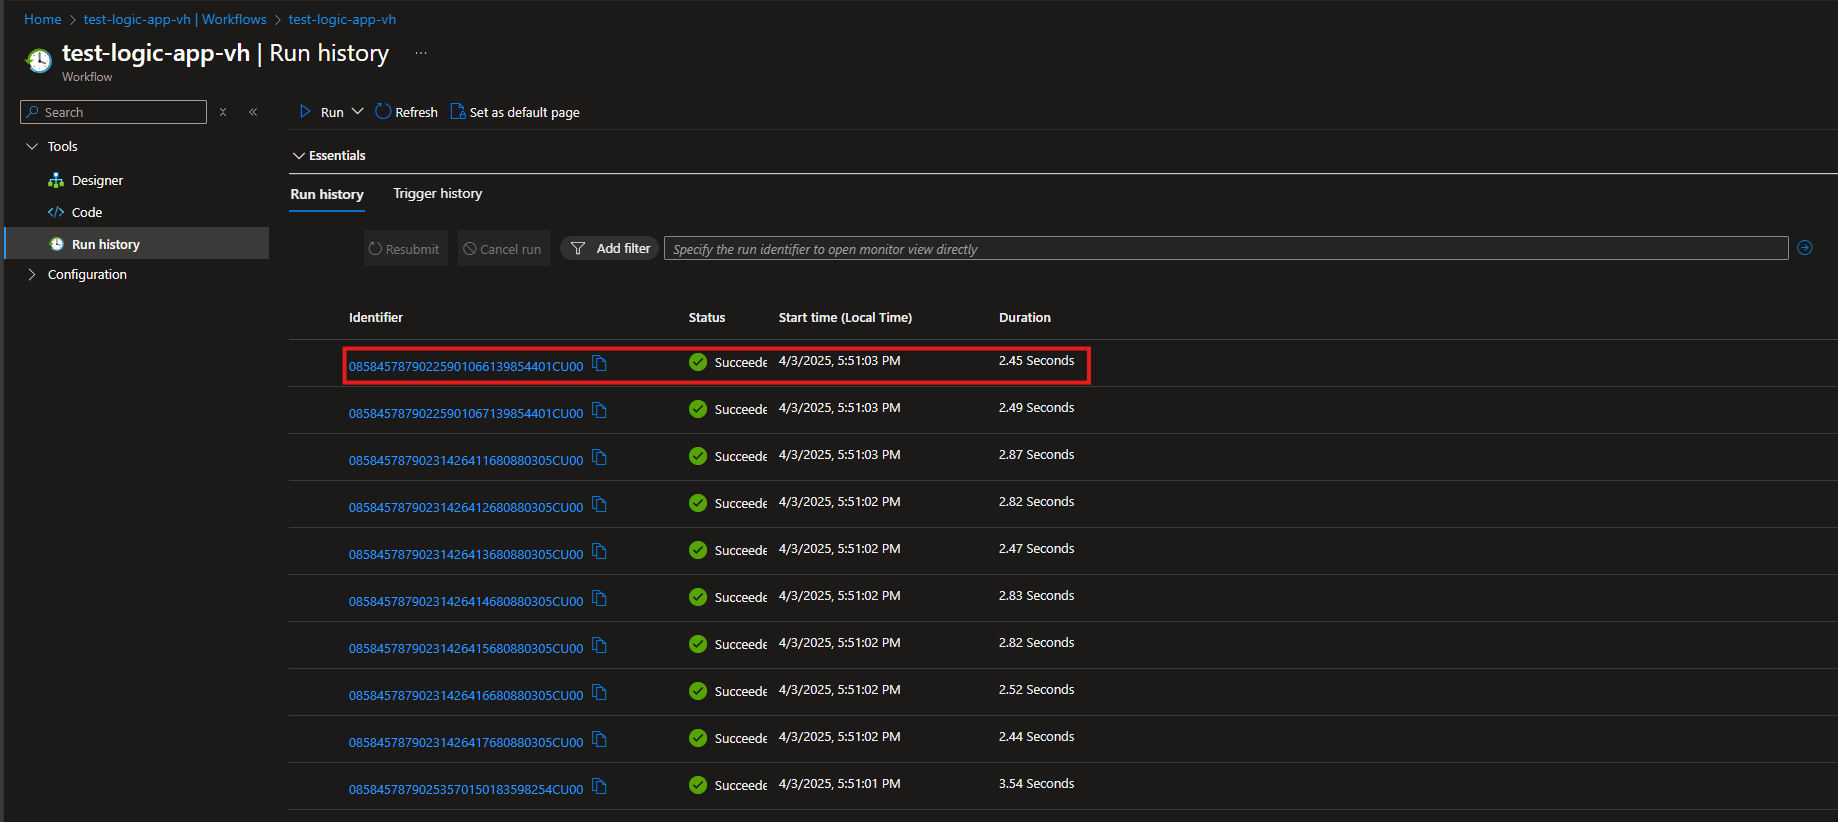 Home > test-logic-app-vh | Workflows > test-logic-app-vh
test-logic-app-vh | Run history ...
Workflow
Search
Run Refresh Set as default page
Tools
Designer
Code
Run history
Configuration
Essentials
Run history Trigger history
Resubmit Cancel run Add filter Specify the run identifier to open monitor view directly
Identifier Status Start time (Local Time) Duration
08584578790225901066139854401CU00 Succeede 4/3/2025, 5:51:03 PM 2.45 Seconds
08584578790225901067139854401CU00 Succeede 4/3/2025, 5:51:03 PM 2.49 Seconds
08584578790231426411680880305CU00 Succeede 4/3/2025, 5:51:03 PM 2.87 Seconds
08584578790231426412680880305CU00 Succeede 4/3/2025, 5:51:02 PM 2.82 Seconds
08584578790231426413680880305CU00 Succeede 4/3/2025, 5:51:02 PM 2.47 Seconds
08584578790231426414680880305CU00 Succeede 4/3/2025, 5:51:02 PM 2.83 Seconds
08584578790231426415680880305CU00 Succeede 4/3/2025, 5:51:02 PM 2.82 Seconds
08584578790231426416680880305CU00 Succeede 4/3/2025, 5:51:02 PM 2.52 Seconds
08584578790231426417680880305CU00 Succeede 4/3/2025, 5:51:02 PM 2.44 Seconds
08584578790253570150183598254CU00 Succeede 4/3/2025, 5:51:01 PM 3.54 Seconds